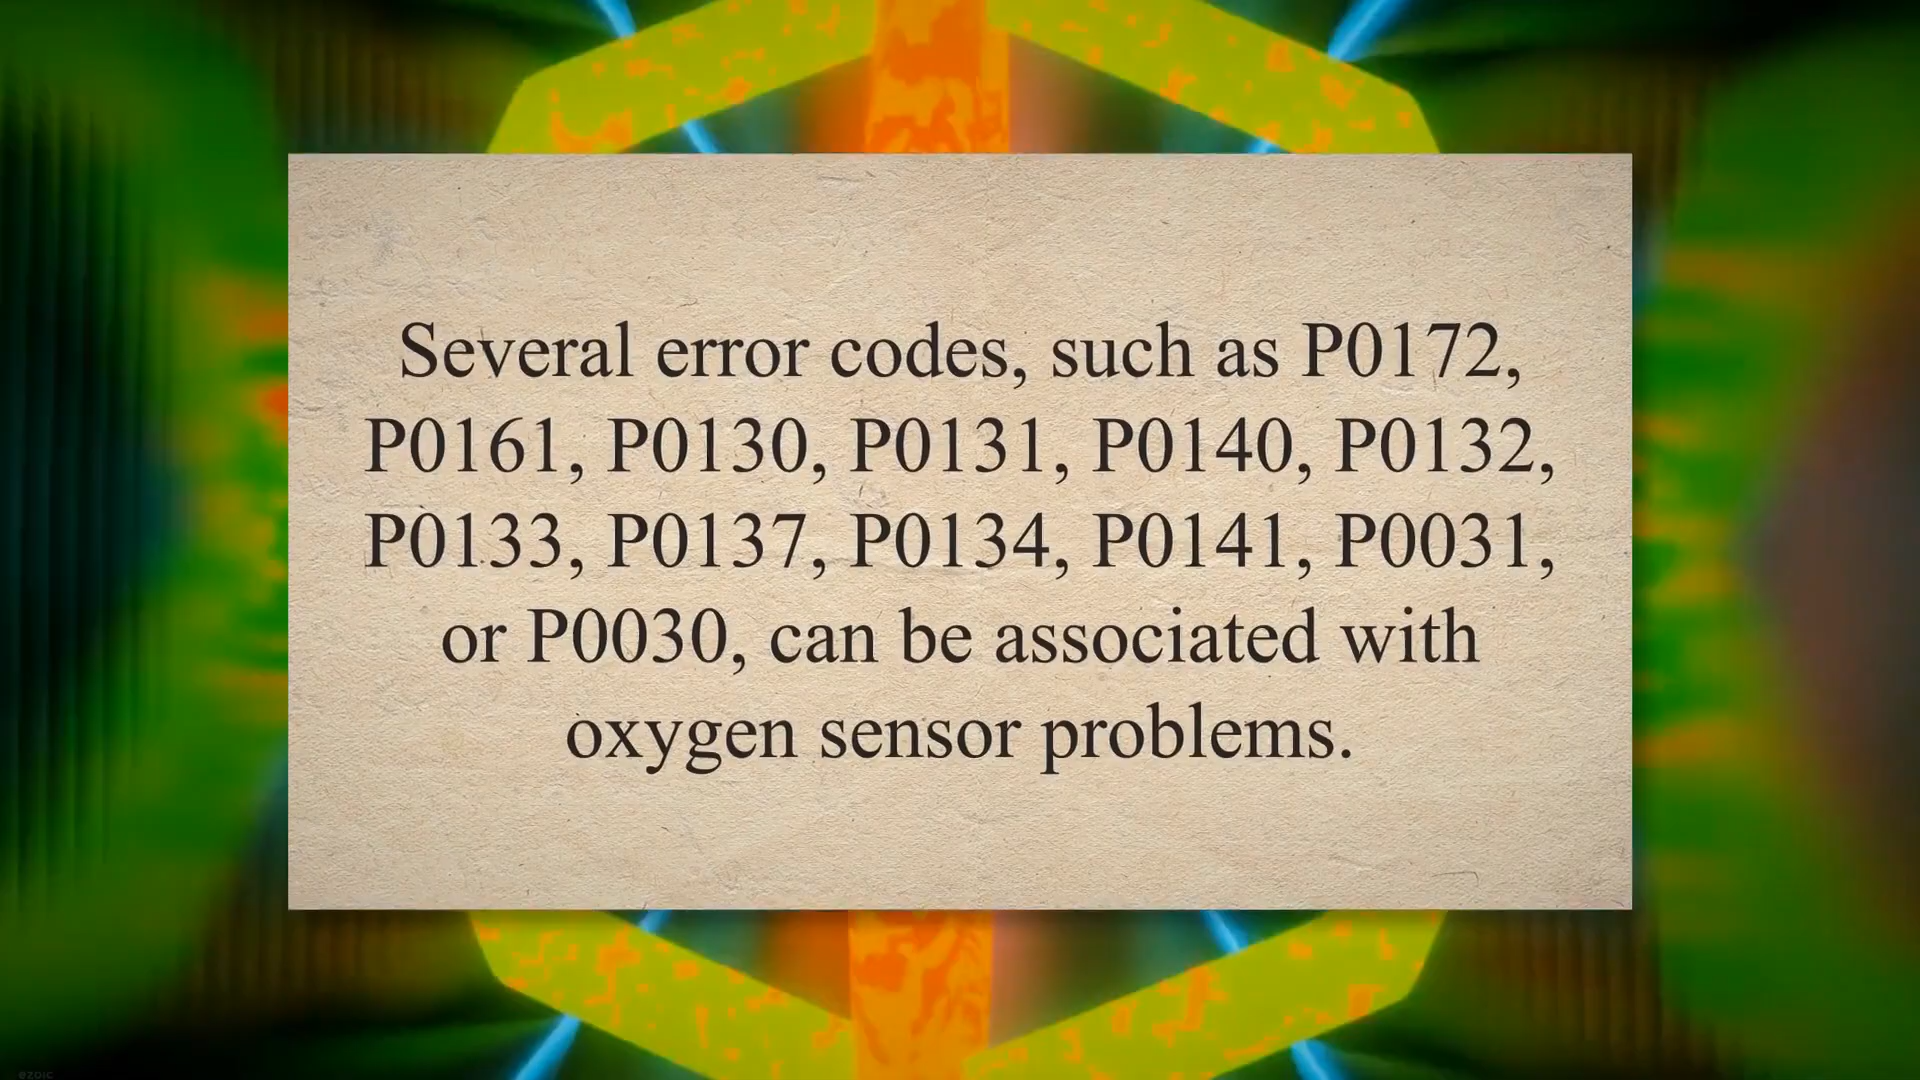 Several error codes, such as P0172,
P0161, P0130, P0131, P0140, P0132,
P0133, P0137, P0134, P0141, P0031,
or P0030, can be associated with
oxygen sensor problems.
ezoic